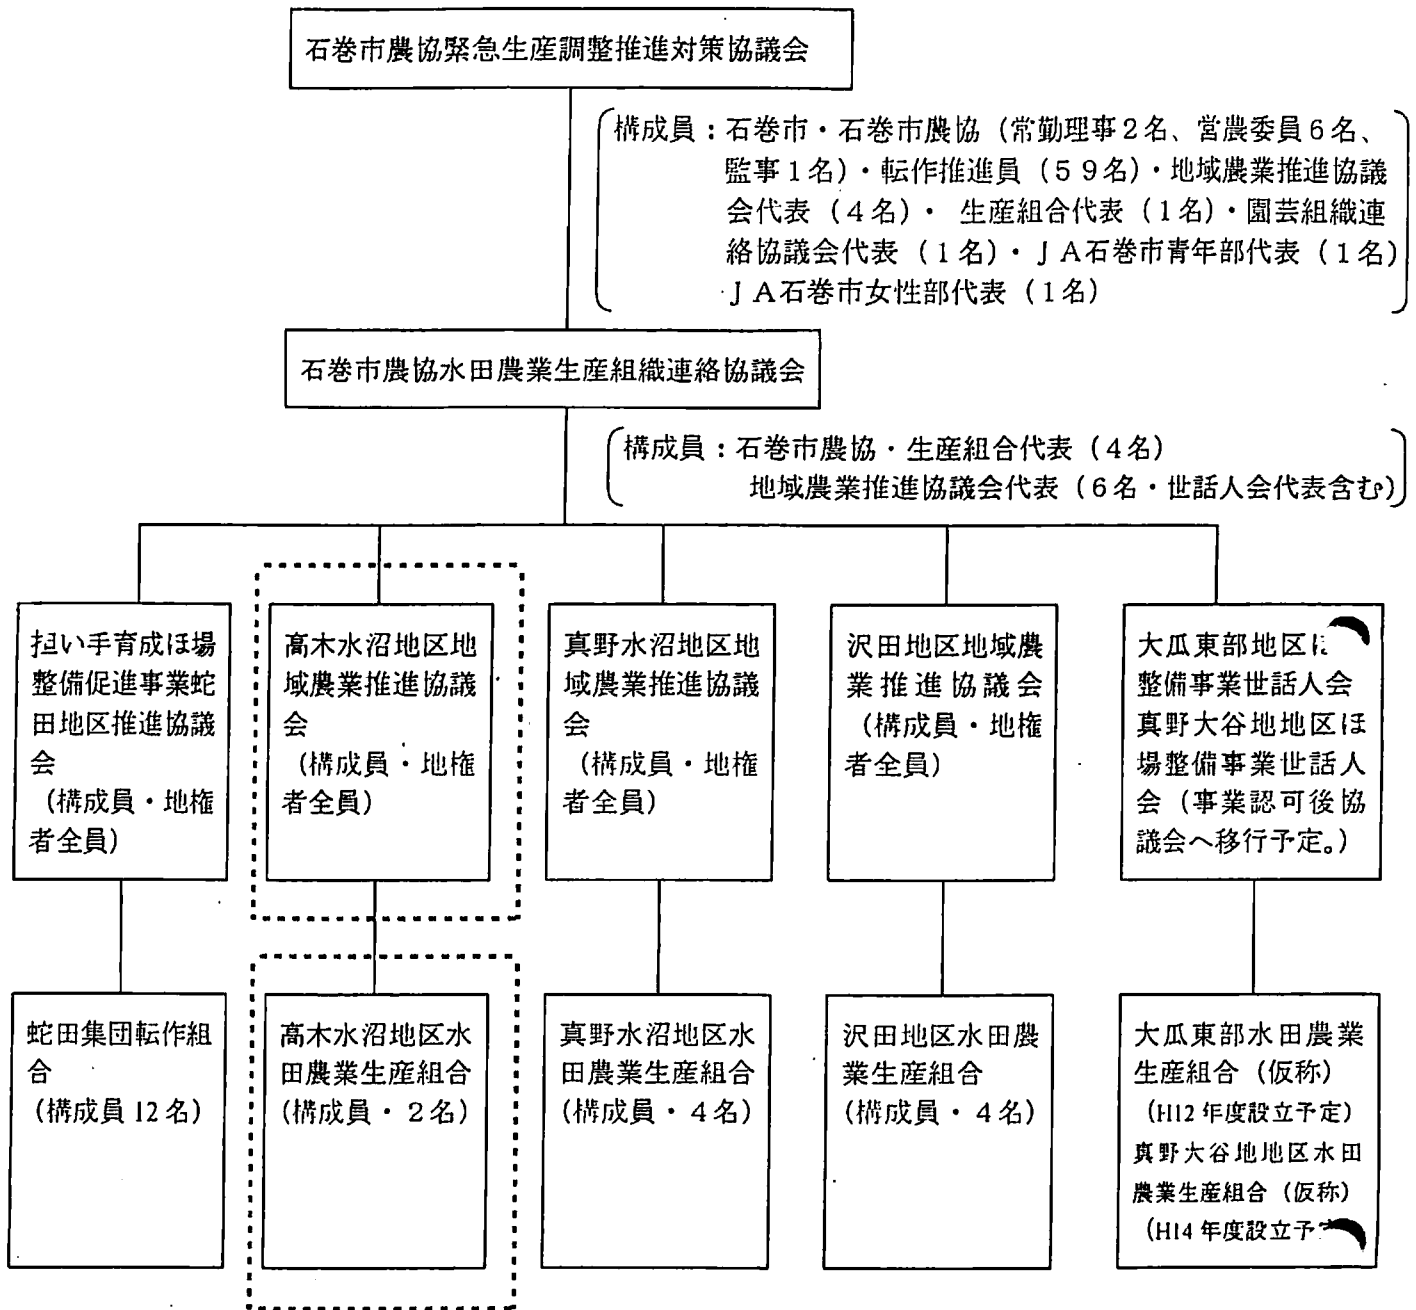 石巻市農協緊急生産調整推進対策協議会
構成員：石巻市・石巻市農協（常勤理事２名、営農委員６名、
監事１名）・転作推進員（５９名）・地域農業推進協議
会代表（４名）・ 生産組合代表（１名）・園芸組織連
絡協議会代表（１名）・ＪＡ石巻市青年部代表（１名）
ＪＡ石巻市女性部代表（１名）
石巻市農協水田農業生産組織連絡協議会
構成員：石巻市農協・生産組合代表（４名）
地域農業推進協議会代表（６名・世話人会代表含む）
担い手育成ほ場
整備促進事業蛇
田地区推進協議
会
（構成員・地権
者全員）
高木水沼地区地
域農業推進協議
会
（構成員・地権
者全員）
真野水沼地区地
域農業推進協議
会
（構成員・地権
者全員）
沢田地区地域農
業推進協議会
（構成員・地権
者全員）
大瓜東部地区ほ
整備事業世話人会
真野大谷地地区ほ
場整備事業世話人
会（事業認可後協
議会へ移行予定。）
蛇田集団転作組
合
（構成員12名）
高木水沼地区水
田農業生産組合
（構成員・２名）
真野水沼地区水
田農業生産組合
（構成員・４名）
沢田地区水田農
業生産組合
（構成員・４名）
大瓜東部水田農業
生産組合（仮称）
（H12年度設立予定）
真野大谷地地区水田
農業生産組合（仮称）
（H14年度設立予